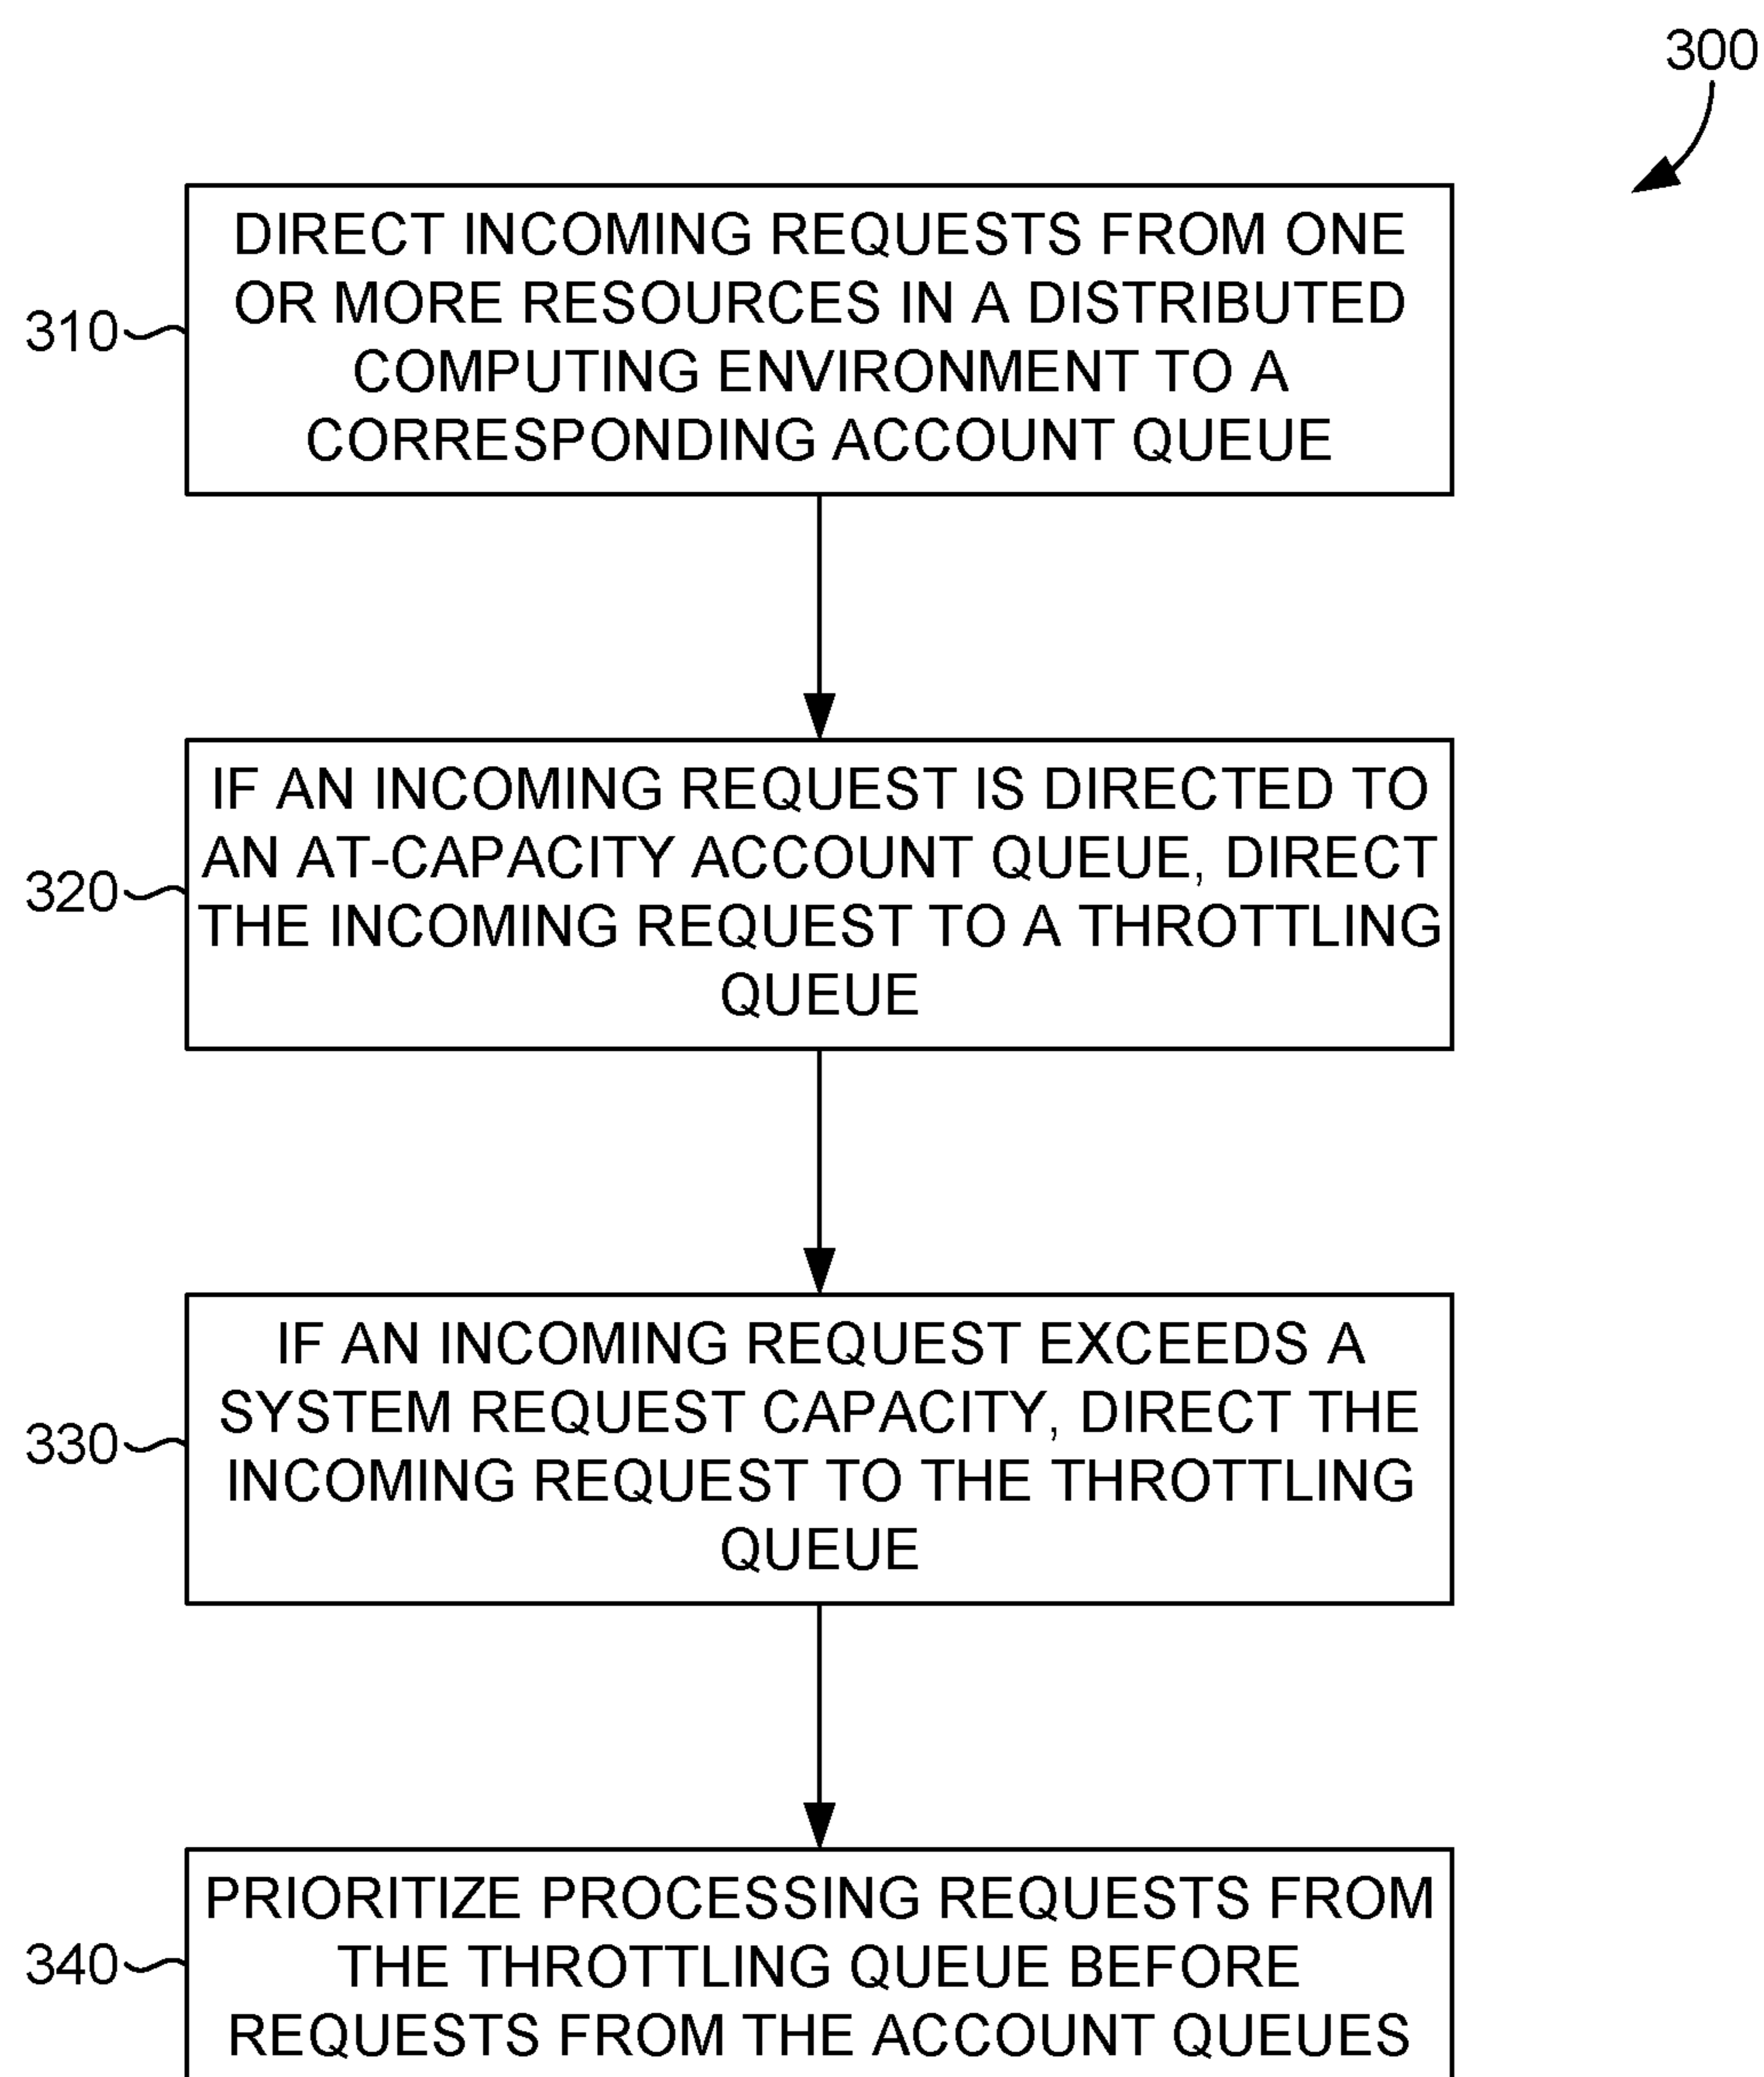 300
DIRECT INCOMING REQUESTS FROM ONE
OR MORE RESOURCES IN A DISTRIBUTED
COMPUTING ENVIRONMENT TO A
CORRESPONDING ACCOUNT QUEUE
310
IF AN INCOMING REQUEST IS DIRECTED TO
AN AT-CAPACITY ACCOUNT QUEUE, DIRECT
THE INCOMING REQUEST TO A THROTTLING
QUEUE
320
IF AN INCOMING REQUEST EXCEEDS A
SYSTEM REQUEST CAPACITY, DIRECT THE
INCOMING REQUEST TO THE THROTTLING
QUEUE
330
PRIORITIZE PROCESSING REQUESTS FROM
THE THROTTLING QUEUE BEFORE
REQUESTS FROM THE ACCOUNT QUEUES
340